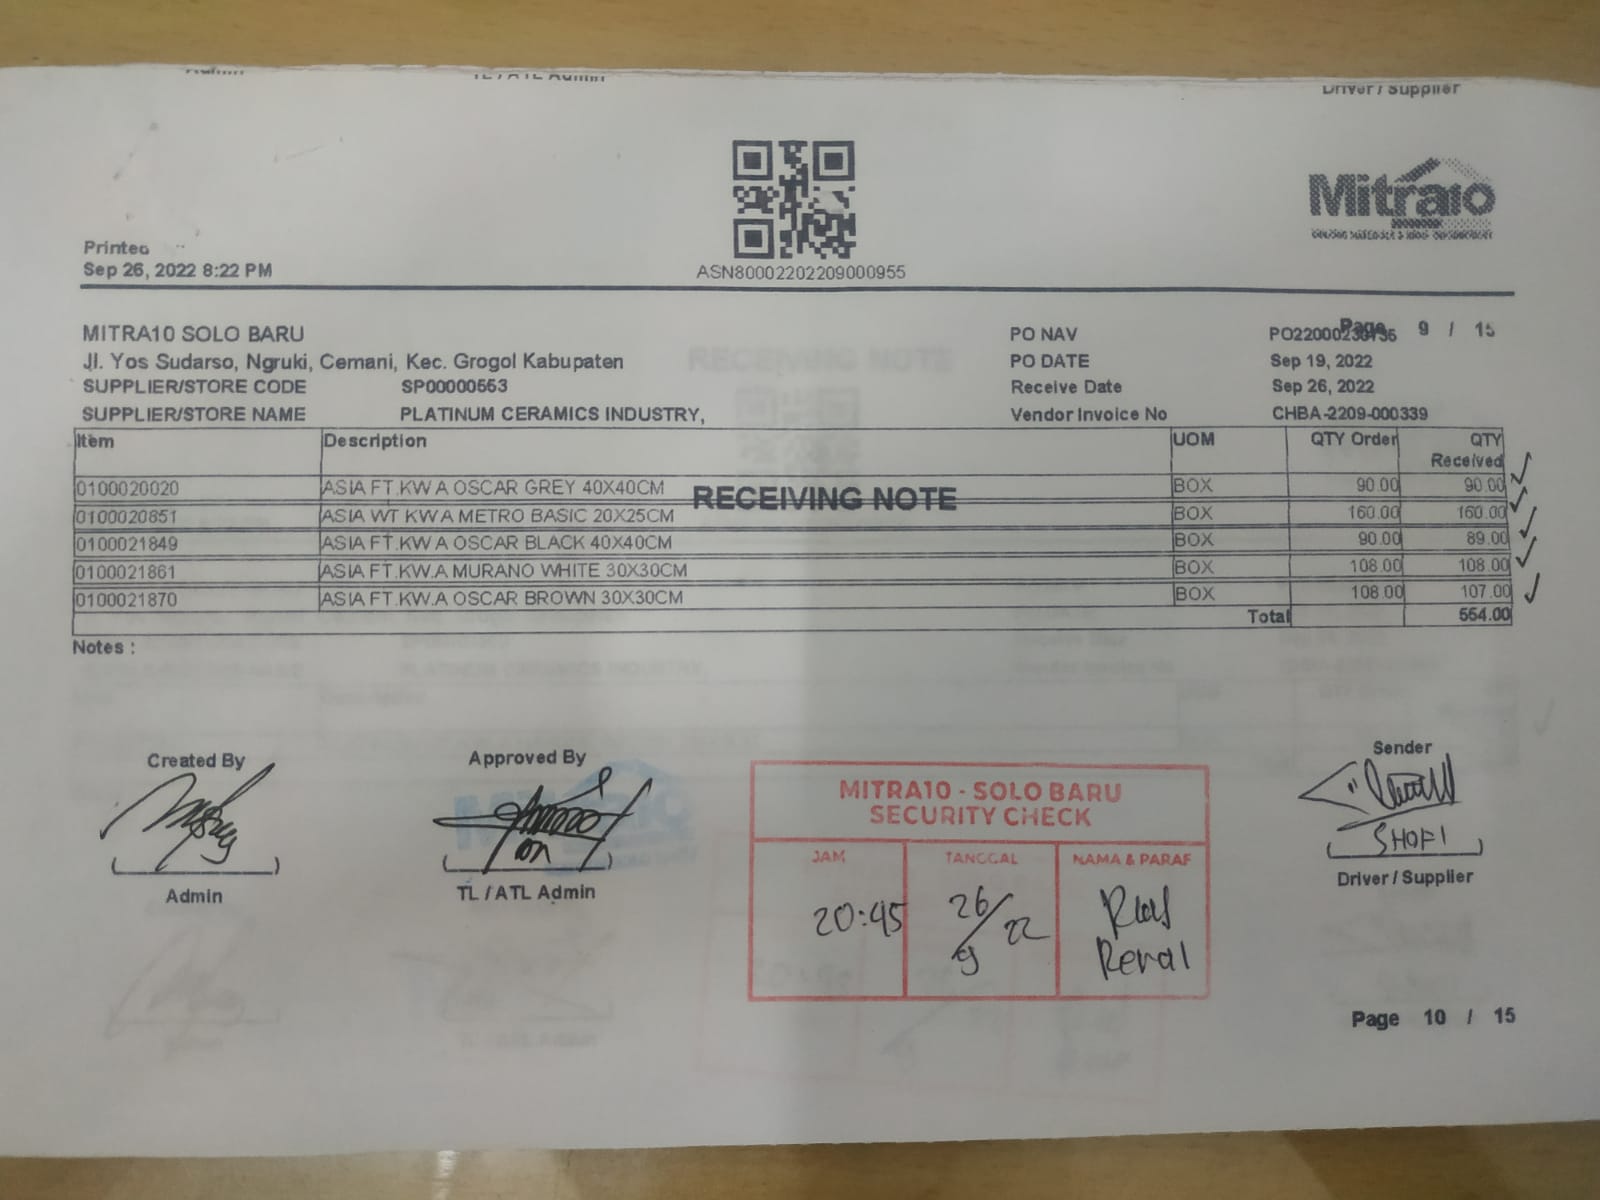 Admin
TL / ATL Admin
Driver / Supplier
Mitra10
Printed
Sep 26, 2022 8:22 PM
ASN80002202209000955
Page 9 / 15
MITRA10 SOLO BARU
PO NAV
Jl. Yos Sudarso, Ngruki, Cemani, Kec. Grogol Kabupaten
PO DATE Sep 19, 2022
SUPPLIER/STORE CODE SP00000553
Receive Date Sep 26, 2022
SUPPLIER/STORE NAME PLATINUM CERAMICS INDUSTRY,
Vendor Invoice No CHBA-2209-000339
RECEIVING NOTE
Item Description UOM QTY Order QTY Received
0100020020 ASIA FT.KW A OSCAR GREY 40X40CM BOX 90.00 90.00
0100020851 ASIA WT KW A METRO BASIC 20X25CM BOX 160.00 160.00
0100021849 ASIA FT.KW A OSCAR BLACK 40X40CM BOX 90.00 89.00
0100021861 ASIA FT.KW.A MURANO WHITE 30X30CM BOX 108.00 108.00
0100021870 ASIA FT.KW.A OSCAR BROWN 30X30CM BOX 108.00 107.00
Total 554.00
Notes :
Created By
Admin
Approved By
TL / ATL Admin
MITRA10 - SOLO BARU
SECURITY CHECK
JAM TANGGAL NAMA & PARAF
20:45 26/9 22
Sender
SHOFI
Driver / Supplier
Page 10 / 15